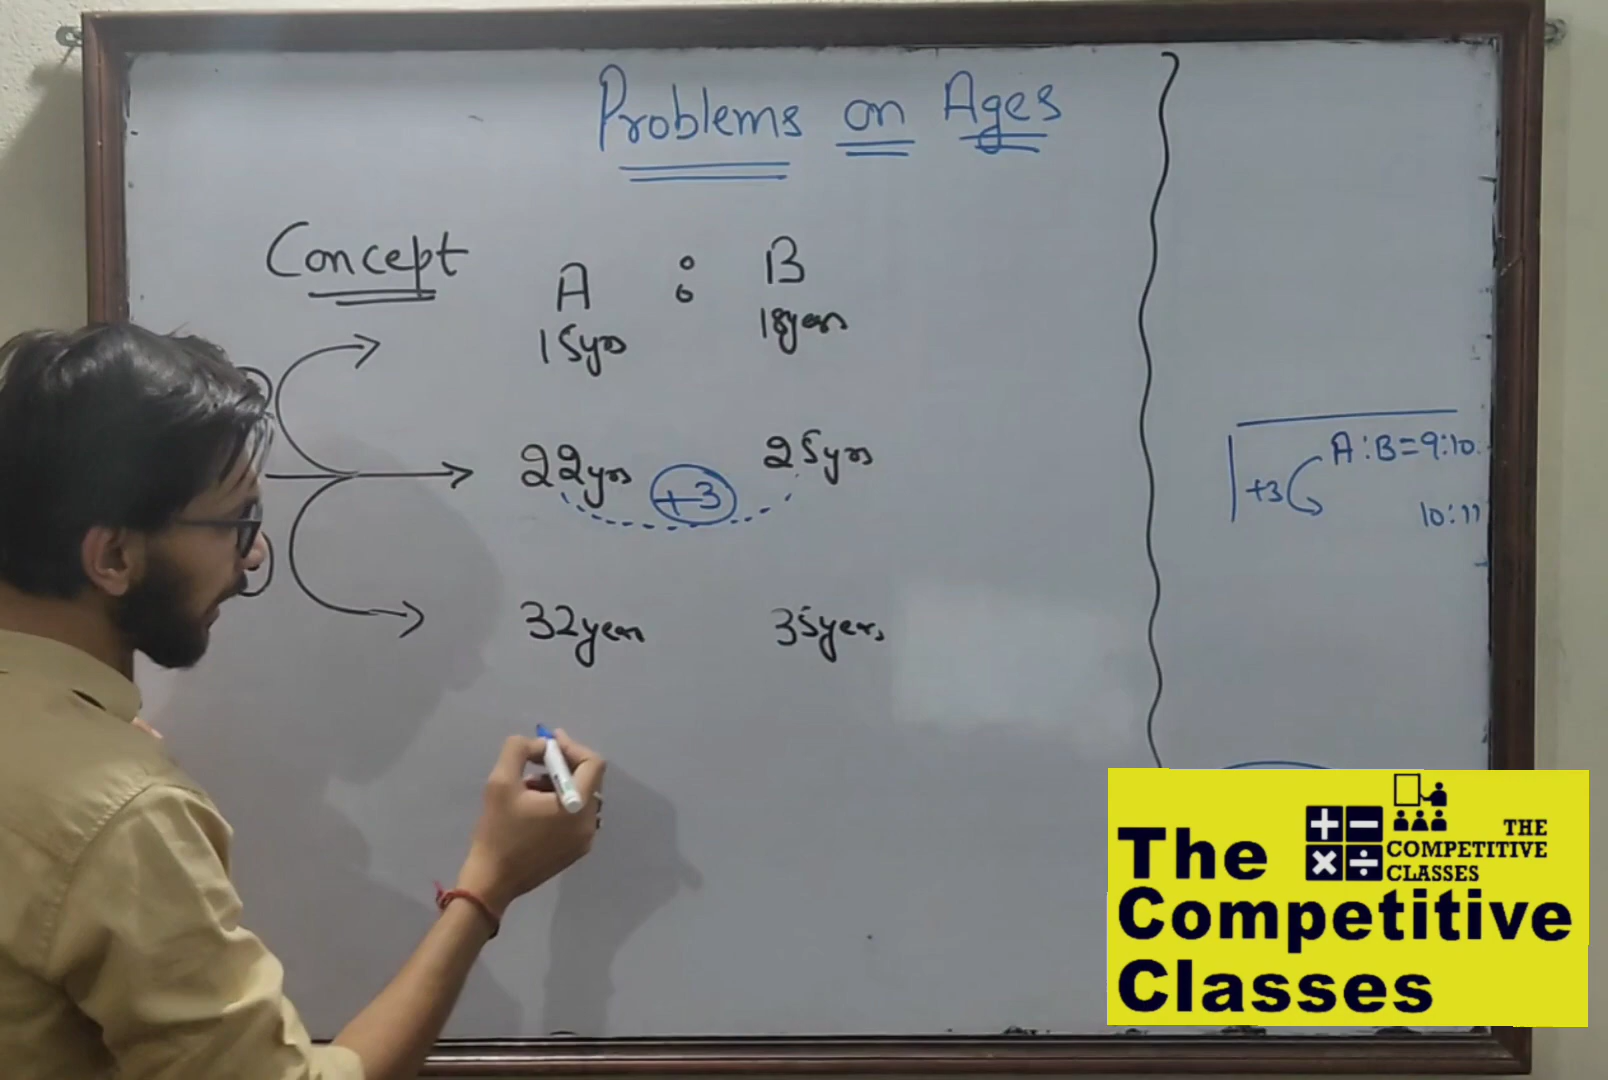 Problems on Ages
Concept
A : B
15yrs 18years
22yrs +3 25yrs
32years 35years
A:B=9:10
+3
10:11
The
Competitive
Classes
THE
COMPETITIVE
CLASSES